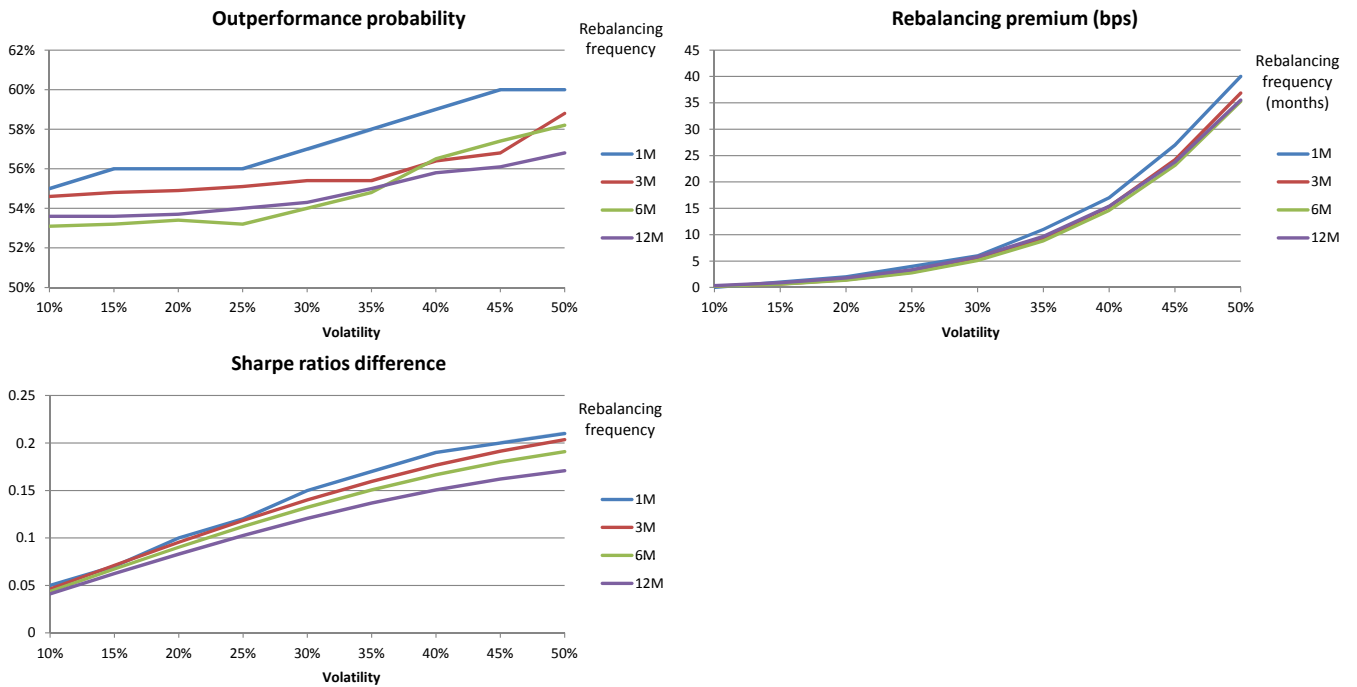 Outperformance probability
Rebalancing
frequency
62%
60%
58%
56%
54%
52%
50%
10% 15% 20% 25% 30% 35% 40% 45% 50%
Volatility
1M
3M
6M
12M
Rebalancing premium (bps)
Rebalancing
frequency
(months)
45
40
35
30
25
20
15
10
5
0
10% 15% 20% 25% 30% 35% 40% 45% 50%
Volatility
1M
3M
6M
12M
Sharpe ratios difference
Rebalancing
frequency
0.25
0.2
0.15
0.1
0.05
0
10% 15% 20% 25% 30% 35% 40% 45% 50%
Volatility
1M
3M
6M
12M